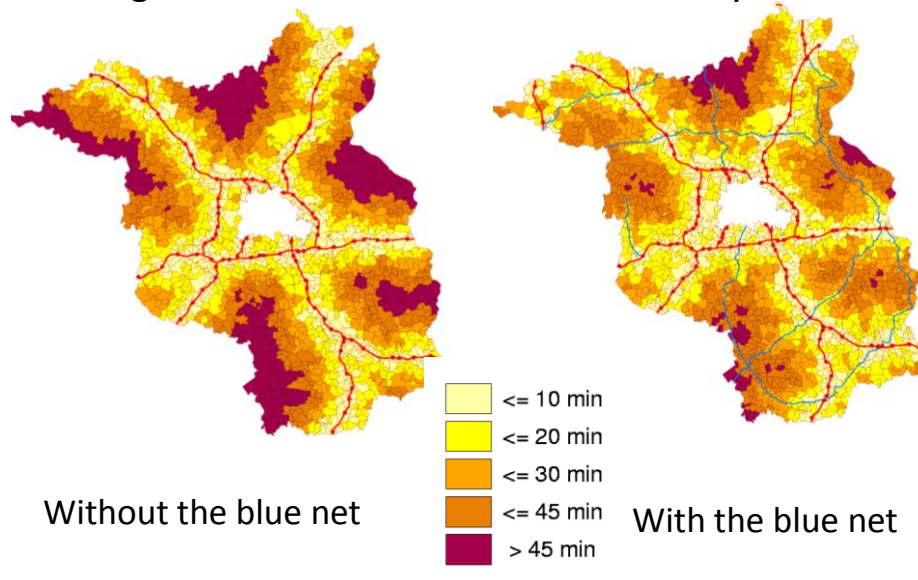 <= 10 min
<= 20 min
<= 30 min
<= 45 min
> 45 min
Without the blue net
With the blue net